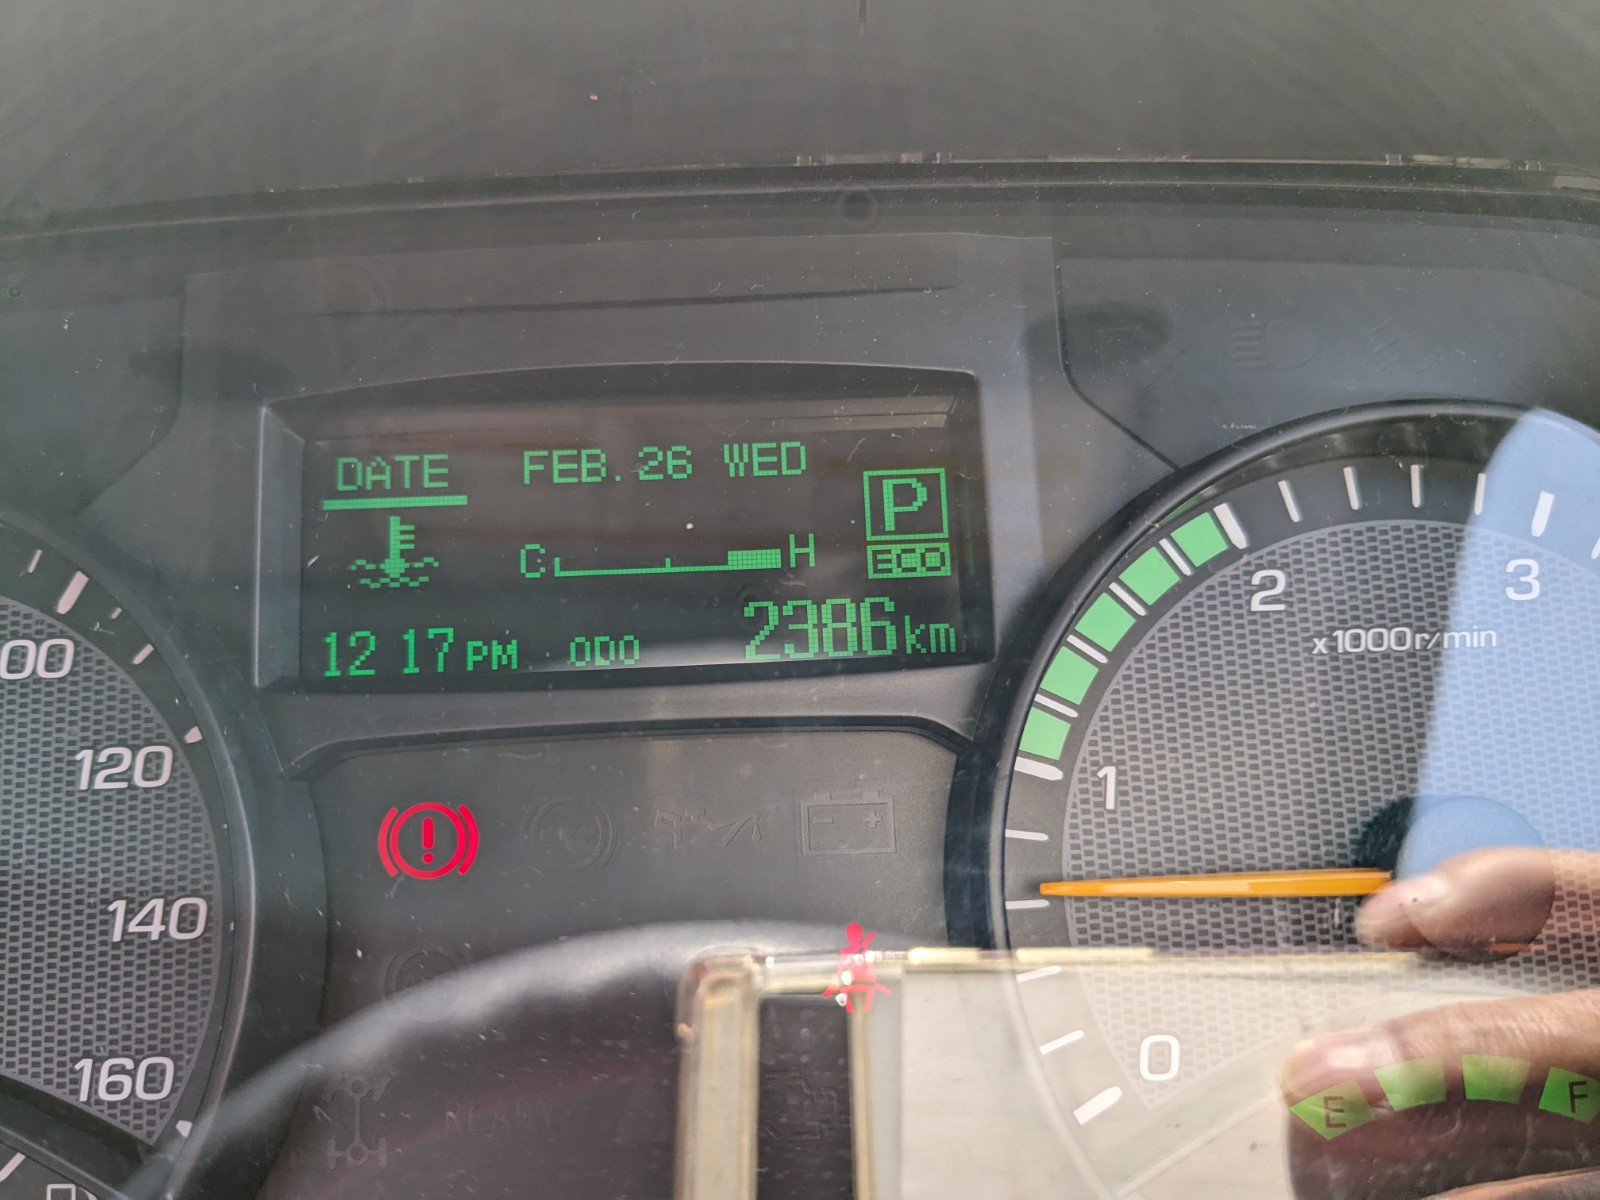 DATE FEB. 26 WED
P
C H
ECO
12 17 PM ODO 2386 km
00
120
140
160
1
2
3
x1000r/min
0
READY
E F